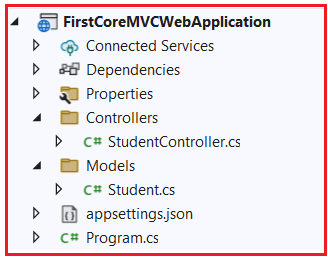 FirstCoreMVCWebApplication
Connected Services
Dependencies
Properties
Controllers
C# StudentController.cs
Models
C# Student.cs
appsettings.json
C# Program.cs